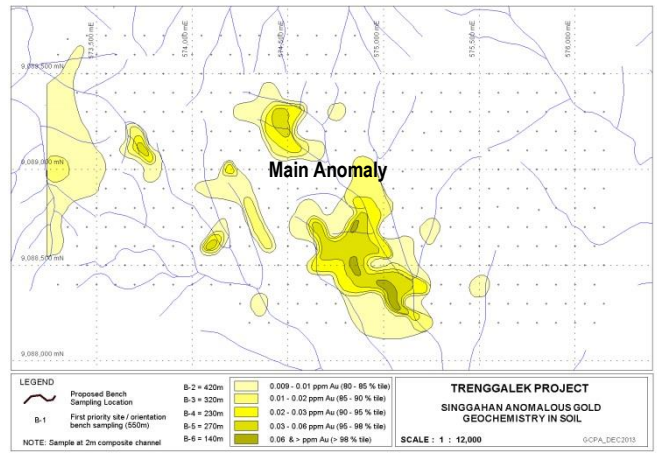 573,500 mE
574,000 mE
574,500 mE
575,000 mE
575,500 mE
576,000 mE
9,089,500 mN
9,089,000 mN
Main Anomaly
9,088,500 mN
9,088,000 mN
LEGEND
Proposed Bench
Sampling Location
B-1
First priority site / orientation
bench sampling (550m)
NOTE: Sample at 2m composite channel
B-2 = 420m
B-3 = 320m
B-4 = 230m
B-5 = 270m
B-6 = 140m
0.009 - 0.01 ppm Au (80 - 85 % tile)
0.01 - 0.02 ppm Au (85 - 90% tile)
0.02 - 0.03 ppm Au (90 - 95% tile)
0.03 - 0.06 ppm Au (95 - 98% tile)
0.06 & > ppm Au (> 98 % tile)
TRENGGALEK PROJECT
SINGGAHAN ANOMALOUS GOLD
GEOCHEMISTRY IN SOIL
SCALE : 1 : 12,000
GCPA_DEC2013